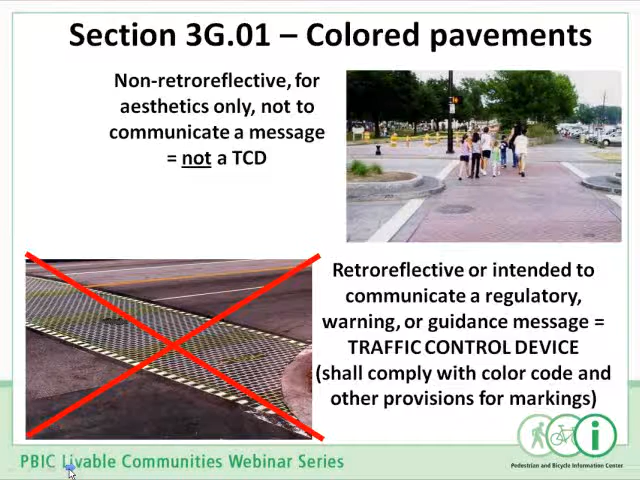 Section 3G.01 – Colored pavements
Non-retroreflective, for
aesthetics only, not to
communicate a message
= not a TCD
Retroreflective or intended to
communicate a regulatory,
warning, or guidance message =
TRAFFIC CONTROL DEVICE
(shall comply with color code and
other provisions for markings)
i
Pedestrian and Bicycle Information Center
PBIC Livable Communities Webinar Series